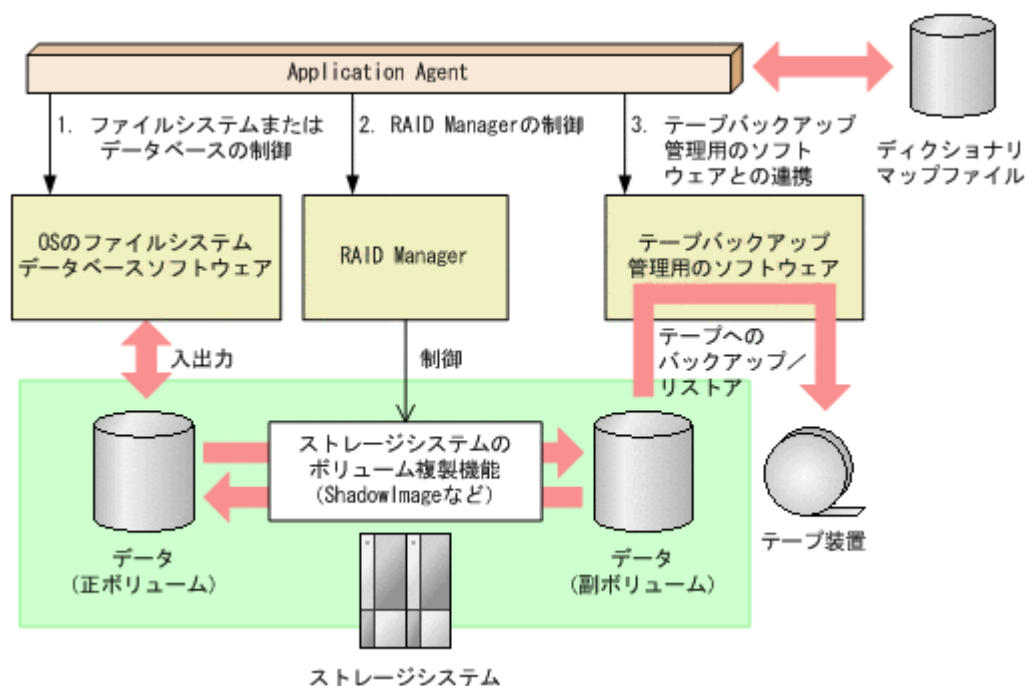 Application Agent
1. ファイルシステムまたは
データベースの制御
2. RAID Managerの制御
3. テープバックアップ
管理用のソフト
ウェアとの連携
ディクショナリ
マップファイル
OSのファイルシステム
データベースソフトウェア
RAID Manager
テープバックアップ
管理用のソフトウェア
入出力
制御
テープへの
バックアップ/
リストア
ストレージシステムの
ボリューム複製機能
(ShadowImageなど)
データ
(正ボリューム)
データ
(副ボリューム)
テープ装置
ストレージシステム